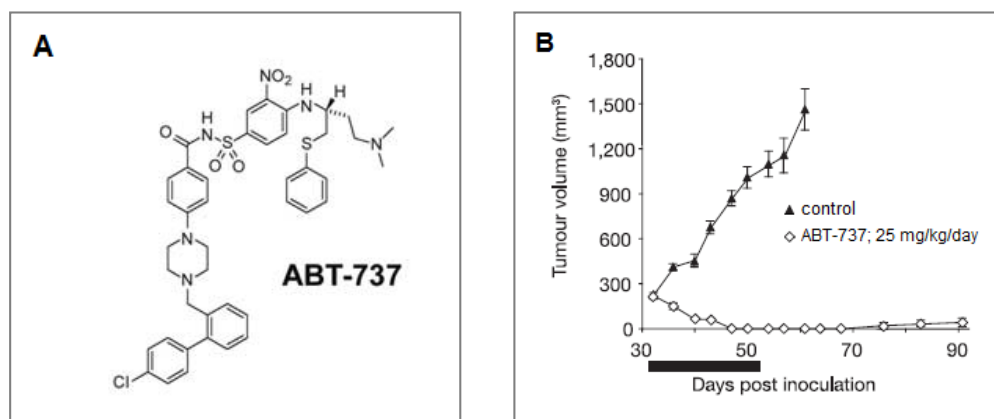 A
NO₂
H
H
N
H
N
O
S
O O
S
N
N
N
Cl
ABT-737
B
1,800
1,500
1,200
900
600
300
0
Tumour volume (mm³)
control
ABT-737; 25 mg/kg/day
30 50 70 90
Days post inoculation